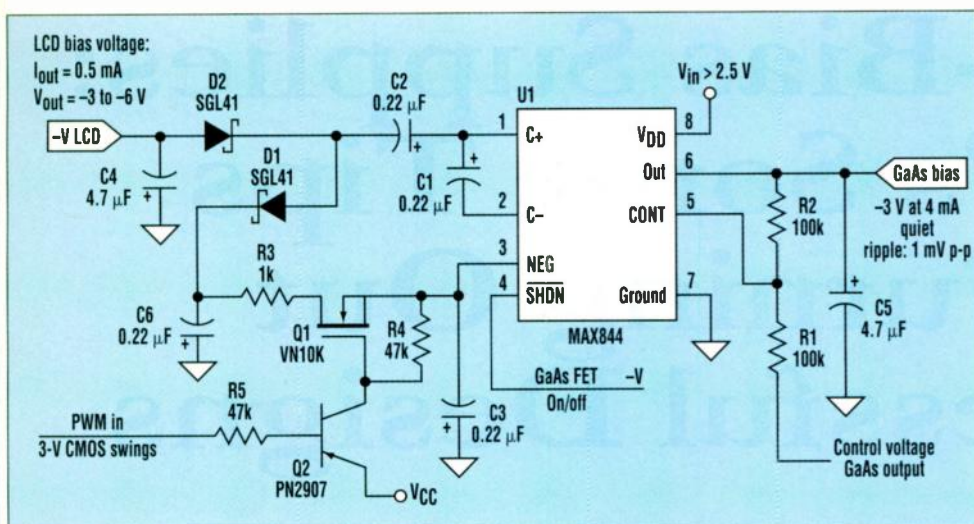 LCD bias voltage:
Iout = 0.5 mA
Vout = –3 to –6 V
–V LCD
D2
SGL41
C2
0.22 µF
U1
Vin > 2.5 V
C4
4.7 µF
D1
SGL41
C1
0.22 µF
1
C+
2
C–
3
NEG
4
SHDN
8
VDD
6
Out
5
CONT
7
Ground
MAX844
GaAs bias
–3 V at 4 mA
quiet
ripple: 1 mV p-p
R2
100k
R1
100k
C5
4.7 µF
R3
1k
C6
0.22 µF
Q1
VN10K
R4
47k
GaAs FET –V
On/off
C3
0.22 µF
R5
47k
PWM in
3-V CMOS swings
Q2
PN2907
VCC
Control voltage
GaAs output